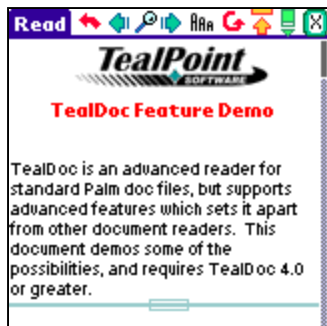 Read AAA
TealPoint
SOFTWARE
TealDoc Feature Demo
TealDoc is an advanced reader for
standard Palm doc files, but supports
advanced features which sets it apart
from other document readers. This
document demos some of the
possibilities, and requires TealDoc 4.0
or greater.